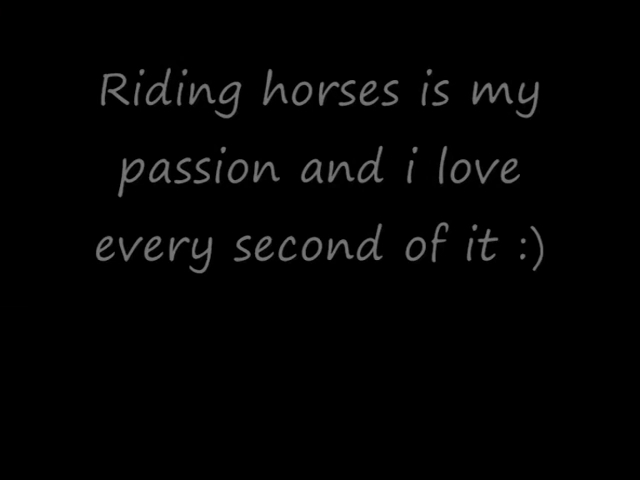 Riding horses is my
passion and i love
every second of it :)